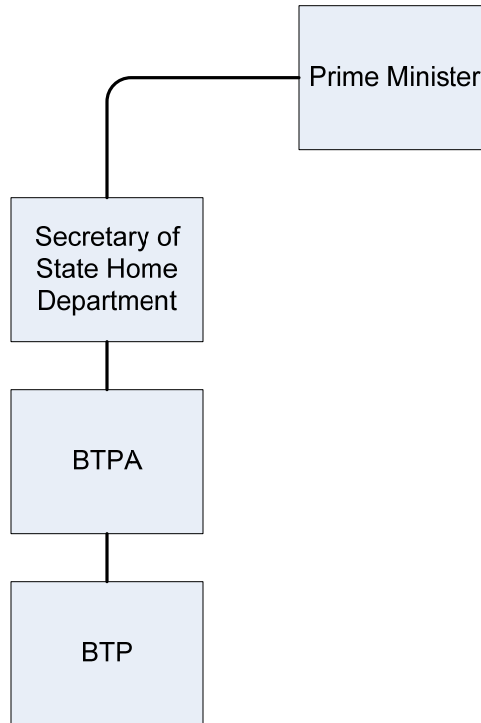 Prime Minister
Secretary of
State Home
Department
BTPA
BTP